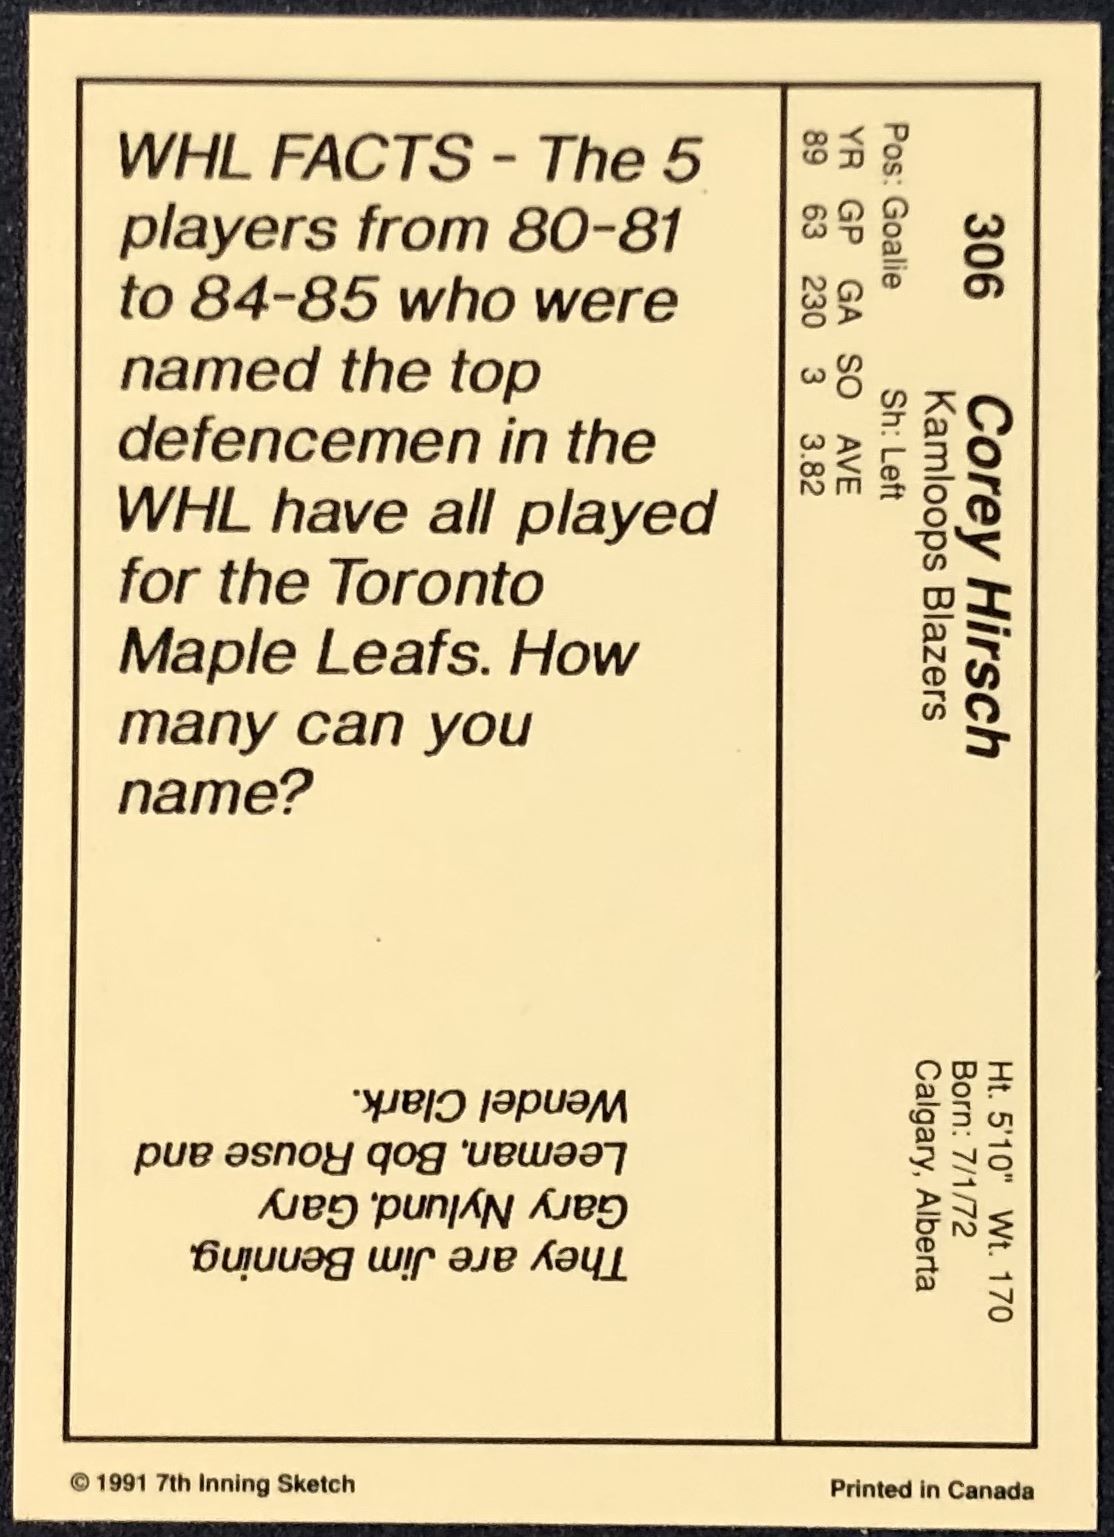 WHL FACTS - The 5
players from 80-81
to 84-85 who were
named the top
defencemen in the
WHL have all played
for the Toronto
Maple Leafs. How
many can you
name?
They are Jim Benning,
Gary Nylund, Gary
Leeman, Bob Rouse and
Wendel Clark.
306 Corey Hirsch Ht. 5'10" Wt. 170
Kamloops Blazers Born: 7/1/72
Calgary, Alberta
Pos: Goalie Sh: Left
YR GP GA SO AVE
89 63 230 3 3.82
© 1991 7th Inning Sketch
Printed in Canada